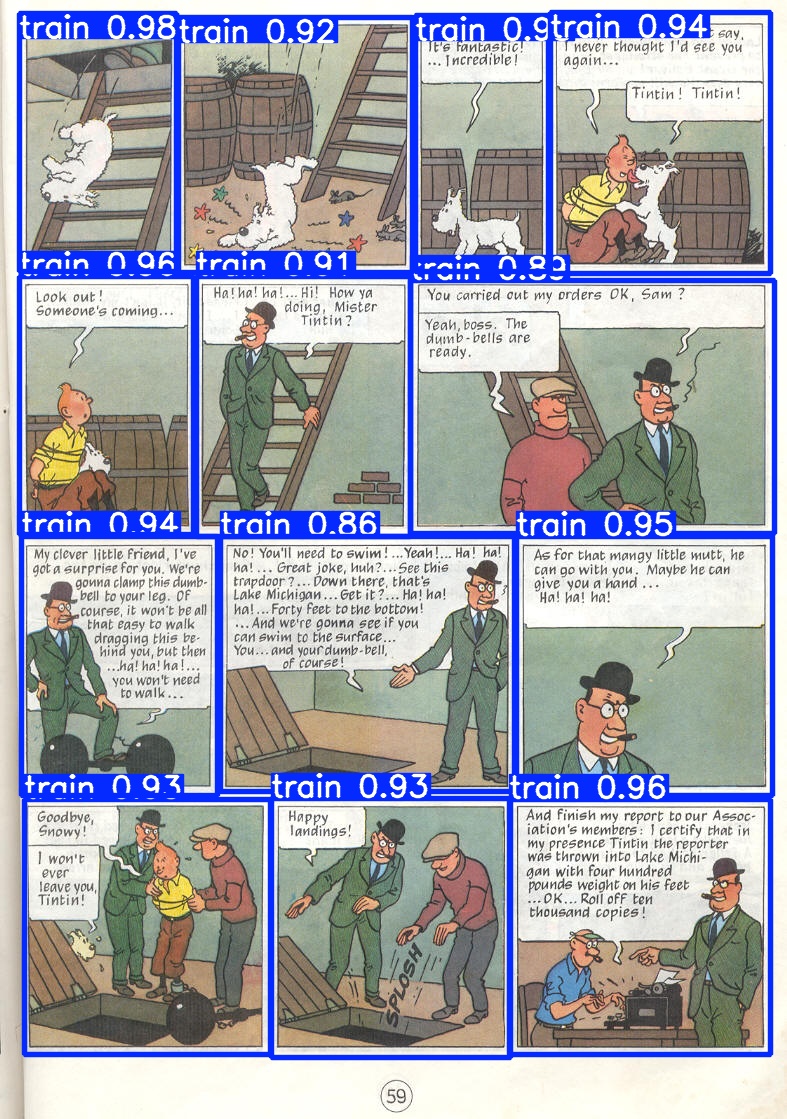 train 0.98
train 0.92
train 0.9
train 0.94
It's fantastic!
... Incredible!
say,
I never thought I'd see you
again...
Tintin! Tintin!
train 0.96
train 0.91
train 0.89
Look out!
Someone's coming...
Ha! ha! ha!... Hi! How ya
doing, Mister
Tintin?
You carried out my orders OK, Sam?
Yeah, boss. The
dumb-bells are
ready.
train 0.94
train 0.86
train 0.95
My clever little friend, I've
got a surprise for you. We're
gonna clamp this dumb-
bell to your leg. Of
course, it won't be all
that easy to walk
dragging this be-
hind you, but then
...ha! ha! ha!...
you won't need
to walk...
No! You'll need to swim!...Yeah!... Ha! ha!
ha!... Great joke, huh?... See this
trapdoor?... Down there, that's
Lake Michigan... Get it?... Ha! ha!
ha!... Forty feet to the bottom!
...And we're gonna see if you
can swim to the surface...
You... and your dumb-bell,
of course!
?
As for that mangy little mutt, he
can go with you. Maybe he can
give you a hand...
Ha! ha! ha!
train 0.93
train 0.93
train 0.96
Goodbye,
Snowy!
I won't
ever
leave you,
Tintin!
Happy
landings!
SPLOSH
And finish my report to our Assoc-
iation's members: I certify that in
my presence Tintin the reporter
was thrown into Lake Michi-
gan with four hundred
pounds weight on his feet
...OK... Roll off ten
thousand copies!
59